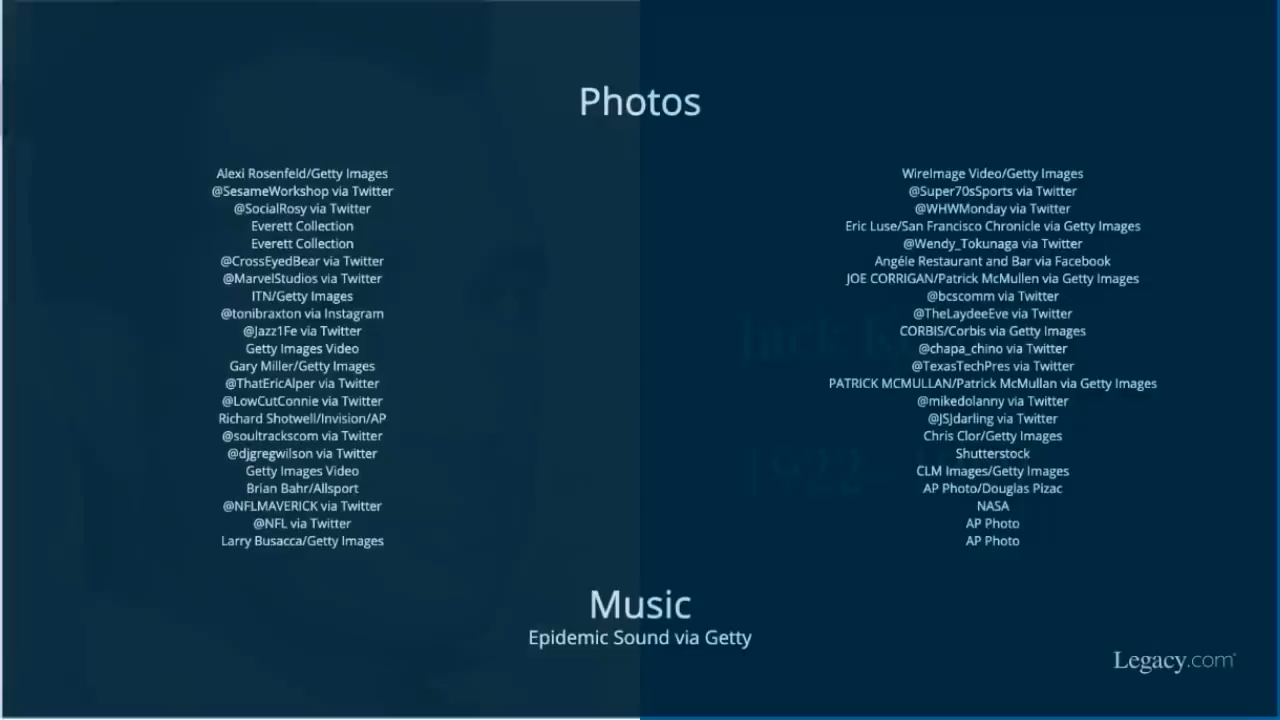 Photos
Alexi Rosenfeld/Getty Images
@SesameWorkshop via Twitter
@SocialRosy via Twitter
Everett Collection
Everett Collection
@CrossEyedBear via Twitter
@MarvelStudios via Twitter
ITN/Getty Images
@tonibraxton via Instagram
@Jazz1Fe via Twitter
Getty Images Video
Gary Miller/Getty Images
@ThatEricAlper via Twitter
@LowCutConnie via Twitter
Richard Shotwell/Invision/AP
@soultrackscom via Twitter
@djgregwilson via Twitter
Getty Images Video
Brian Bahr/Allsport
@NFLMAVERICK via Twitter
@NFL via Twitter
Larry Busacca/Getty Images
WireImage Video/Getty Images
@Super70sSports via Twitter
@WHWMonday via Twitter
Eric Luse/San Francisco Chronicle via Getty Images
@Wendy_Tokunaga via Twitter
Angéle Restaurant and Bar via Facebook
JOE CORRIGAN/Patrick McMullen via Getty Images
@bcscomm via Twitter
@TheLaydeeEve via Twitter
CORBIS/Corbis via Getty Images
@chapa_chino via Twitter
@TexasTechPres via Twitter
PATRICK MCMULLAN/Patrick McMullan via Getty Images
@mikedolanny via Twitter
@JSJdarling via Twitter
Chris Clor/Getty Images
Shutterstock
CLM Images/Getty Images
AP Photo/Douglas Pizac
NASA
AP Photo
AP Photo
Music
Epidemic Sound via Getty
Legacy.com